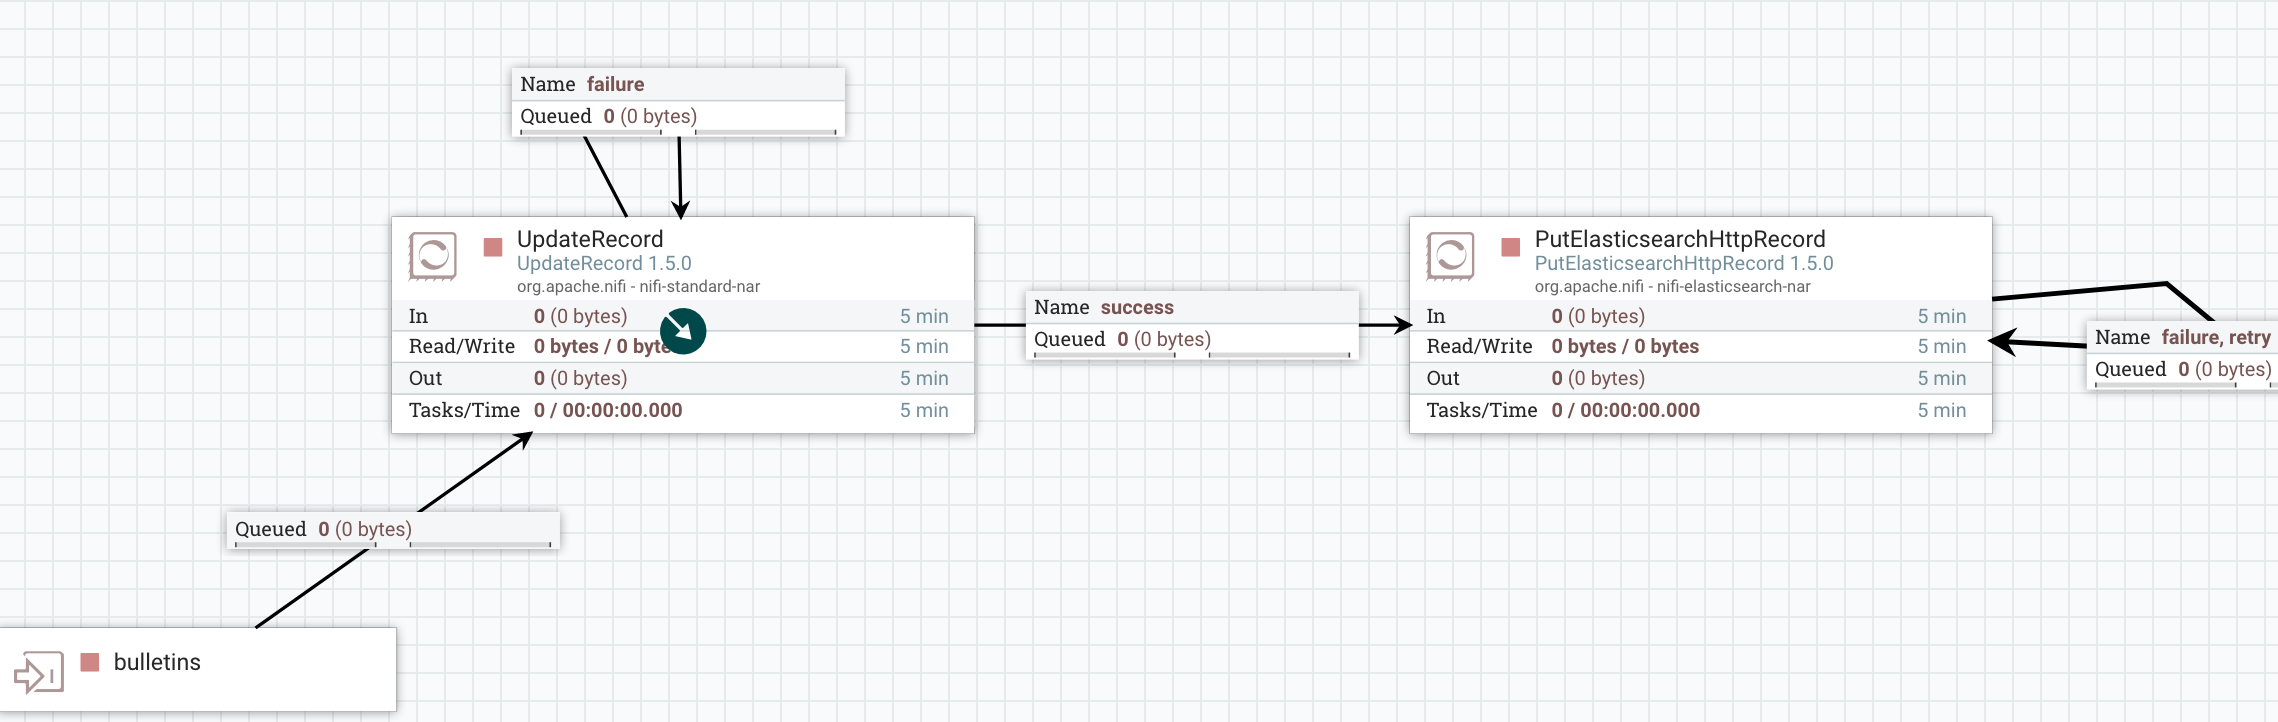 Name failure
Queued 0 (0 bytes)
UpdateRecord
UpdateRecord 1.5.0
org.apache.nifi - nifi-standard-nar
In 0 (0 bytes) 5 min
Read/Write 0 bytes / 0 byte 5 min
Out 0 (0 bytes) 5 min
Tasks/Time 0 / 00:00:00.000 5 min
Name success
Queued 0 (0 bytes)
PutElasticsearchHttpRecord
PutElasticsearchHttpRecord 1.5.0
org.apache.nifi - nifi-elasticsearch-nar
In 0 (0 bytes) 5 min
Read/Write 0 bytes / 0 bytes 5 min
Out 0 (0 bytes) 5 min
Tasks/Time 0 / 00:00:00.000 5 min
Name failure, retry
Queued 0 (0 bytes)
Queued 0 (0 bytes)
bulletins